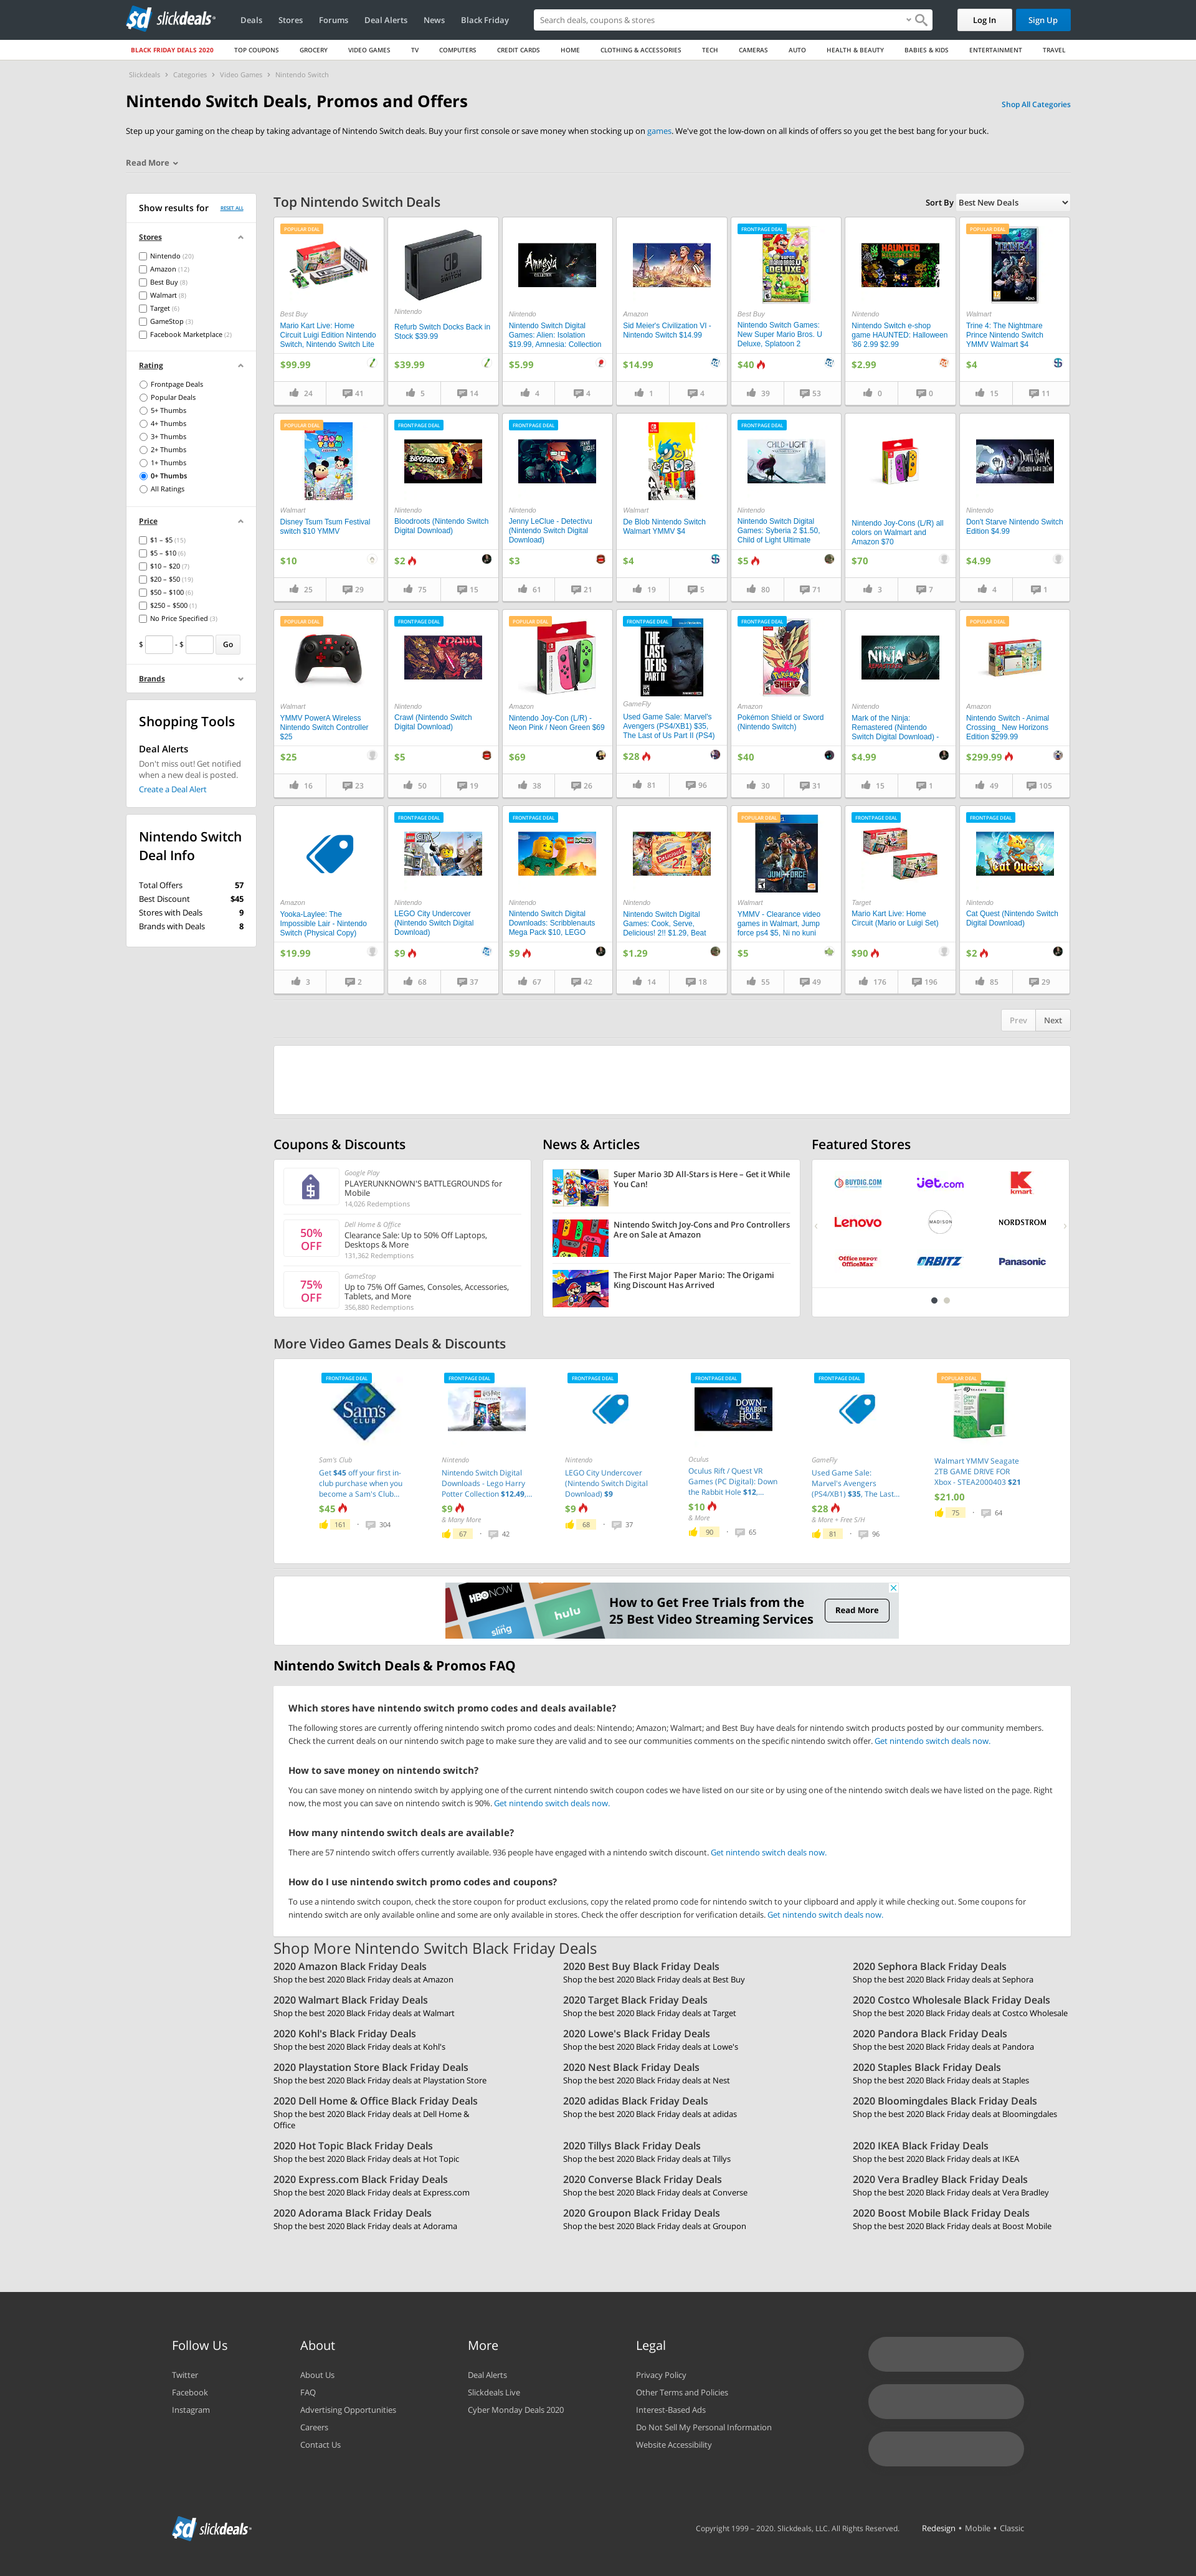 sd slickdeals
Deals Stores Forums Deal Alerts News Black Friday
Search deals, coupons & stores
Log In Sign Up
BLACK FRIDAY DEALS 2020 TOP COUPONS GROCERY VIDEO GAMES TV COMPUTERS CREDIT CARDS HOME CLOTHING & ACCESSORIES TECH CAMERAS AUTO HEALTH & BEAUTY BABIES & KIDS ENTERTAINMENT TRAVEL
Slickdeals › Categories › Video Games › Nintendo Switch
Nintendo Switch Deals, Promos and Offers
Shop All Categories
Step up your gaming on the cheap by taking advantage of Nintendo Switch deals. Buy your first console or save money when stocking up on games. We've got the low-down on all kinds of offers so you get the best bang for your buck.
Read More
Show results for
RESET ALL
Stores
Nintendo (20)
Amazon (12)
Best Buy (8)
Walmart (8)
Target (6)
GameStop (3)
Facebook Marketplace (2)
Rating
Frontpage Deals
Popular Deals
5+ Thumbs
4+ Thumbs
3+ Thumbs
2+ Thumbs
1+ Thumbs
0+ Thumbs
All Ratings
Price
$1 – $5 (15)
$5 – $10 (6)
$10 – $20 (7)
$20 – $50 (19)
$50 – $100 (6)
$250 – $500 (1)
No Price Specified (3)
$ - $ Go
Brands
Shopping Tools
Deal Alerts
Don't miss out! Get notified
when a new deal is posted.
Create a Deal Alert
Nintendo Switch
Deal Info
Total Offers 57
Best Discount $45
Stores with Deals 9
Brands with Deals 8
Top Nintendo Switch Deals
Sort By Best New Deals
POPULAR DEAL
Best Buy
Mario Kart Live: Home
Circuit Luigi Edition Nintendo
Switch, Nintendo Switch Lite
$99.99
24 41
Nintendo
Refurb Switch Docks Back in
Stock $39.99
$39.99
5 14
Nintendo
Nintendo Switch Digital
Games: Alien: Isolation
$19.99, Amnesia: Collection
$5.99
4 4
Amazon
Sid Meier's Civilization VI -
Nintendo Switch $14.99
$14.99
1 4
FRONTPAGE DEAL
Best Buy
Nintendo Switch Games:
New Super Mario Bros. U
Deluxe, Splatoon 2
$40
39 53
Nintendo
Nintendo Switch e-shop
game HAUNTED: Halloween
'86 2.99 $2.99
$2.99
0 0
POPULAR DEAL
Walmart
Trine 4: The Nightmare
Prince Nintendo Switch
YMMV Walmart $4
$4
15 11
POPULAR DEAL
Walmart
Disney Tsum Tsum Festival
switch $10 YMMV
$10
25 29
FRONTPAGE DEAL
Nintendo
Bloodroots (Nintendo Switch
Digital Download)
$2
75 15
FRONTPAGE DEAL
Nintendo
Jenny LeClue - Detectivu
(Nintendo Switch Digital
Download)
$3
61 21
Walmart
De Blob Nintendo Switch
Walmart YMMV $4
$4
19 5
FRONTPAGE DEAL
Nintendo
Nintendo Switch Digital
Games: Syberia 2 $1.50,
Child of Light Ultimate
$5
80 71
Nintendo Joy-Cons (L/R) all
colors on Walmart and
Amazon $70
$70
3 7
Nintendo
Don't Starve Nintendo Switch
Edition $4.99
$4.99
4 1
POPULAR DEAL
Walmart
YMMV PowerA Wireless
Nintendo Switch Controller
$25
$25
16 23
FRONTPAGE DEAL
Nintendo
Crawl (Nintendo Switch
Digital Download)
$5
50 19
POPULAR DEAL
Amazon
Nintendo Joy-Con (L/R) -
Neon Pink / Neon Green $69
$69
38 26
FRONTPAGE DEAL
GameFly
Used Game Sale: Marvel's
Avengers (PS4/XB1) $35,
The Last of Us Part II (PS4)
$28
81 96
FRONTPAGE DEAL
Amazon
Pokémon Shield or Sword
(Nintendo Switch)
$40
30 31
Nintendo
Mark of the Ninja:
Remastered (Nintendo
Switch Digital Download) -
$4.99
15 1
POPULAR DEAL
Amazon
Nintendo Switch - Animal
Crossing_ New Horizons
Edition $299.99
$299.99
49 105
Amazon
Yooka-Laylee: The
Impossible Lair - Nintendo
Switch (Physical Copy)
$19.99
3 2
FRONTPAGE DEAL
Nintendo
LEGO City Undercover
(Nintendo Switch Digital
Download)
$9
68 37
FRONTPAGE DEAL
Nintendo
Nintendo Switch Digital
Downloads: Scribblenauts
Mega Pack $10, LEGO
$9
67 42
Nintendo
Nintendo Switch Digital
Games: Cook, Serve,
Delicious! 2!! $1.29, Beat
$1.29
14 18
POPULAR DEAL
Walmart
YMMV - Clearance video
games in Walmart, Jump
force ps4 $5, Ni no kuni
$5
55 49
FRONTPAGE DEAL
Target
Mario Kart Live: Home
Circuit (Mario or Luigi Set)
$90
176 196
FRONTPAGE DEAL
Nintendo
Cat Quest (Nintendo Switch
Digital Download)
$2
85 29
Prev Next
Coupons & Discounts
Google Play
PLAYERUNKNOWN'S BATTLEGROUNDS for
Mobile
14,026 Redemptions
50%
OFF
Dell Home & Office
Clearance Sale: Up to 50% Off Laptops,
Desktops & More
131,362 Redemptions
75%
OFF
GameStop
Up to 75% Off Games, Consoles, Accessories,
Tablets, and More
356,880 Redemptions
News & Articles
Super Mario 3D All-Stars is Here – Get it While
You Can!
Nintendo Switch Joy-Cons and Pro Controllers
Are on Sale at Amazon
The First Major Paper Mario: The Origami
King Discount Has Arrived
Featured Stores
BUYDIG.COM Jet.com Kmart
Lenovo MADISON NORDSTROM
Office DEPOT OfficeMax ORBITZ Panasonic
More Video Games Deals & Discounts
FRONTPAGE DEAL
Sam's CLUB
Sam's Club
Get $45 off your first in-
club purchase when you
become a Sam's Club...
$45
161 · 304
FRONTPAGE DEAL
Nintendo
Nintendo Switch Digital
Downloads - Lego Harry
Potter Collection $12.49,...
$9
& Many More
67 · 42
FRONTPAGE DEAL
Nintendo
LEGO City Undercover
(Nintendo Switch Digital
Download) $9
$9
68 · 37
FRONTPAGE DEAL
DOWN THE RABBIT HOLE
Oculus
Oculus Rift / Quest VR
Games (PC Digital): Down
the Rabbit Hole $12,...
$10
& More
90 · 65
FRONTPAGE DEAL
GameFly
Used Game Sale:
Marvel's Avengers
(PS4/XB1) $35, The Last...
$28
& More + Free S/H
81 · 96
POPULAR DEAL
Walmart YMMV Seagate
2TB GAME DRIVE FOR
Xbox - STEA2000403 $21
$21.00
75 · 64
HBO NOW sling hulu
How to Get Free Trials from the
25 Best Video Streaming Services
Read More
Nintendo Switch Deals & Promos FAQ
Which stores have nintendo switch promo codes and deals available?
The following stores are currently offering nintendo switch promo codes and deals: Nintendo; Amazon; Walmart; and Best Buy have deals for nintendo switch products posted by our community members.
Check the current deals on our nintendo switch page to make sure they are valid and to see our communities comments on the specific nintendo switch offer. Get nintendo switch deals now.
How to save money on nintendo switch?
You can save money on nintendo switch by applying one of the current nintendo switch coupon codes we have listed on our site or by using one of the nintendo switch deals we have listed on the page. Right
now, the most you can save on nintendo switch is 90%. Get nintendo switch deals now.
How many nintendo switch deals are available?
There are 57 nintendo switch offers currently available. 936 people have engaged with a nintendo switch discount. Get nintendo switch deals now.
How do I use nintendo switch promo codes and coupons?
To use a nintendo switch coupon, check the store coupon for product exclusions, copy the related promo code for nintendo switch to your clipboard and apply it while checking out. Some coupons for
nintendo switch are only available online and some are only available in stores. Check the offer description for verification details. Get nintendo switch deals now.
Shop More Nintendo Switch Black Friday Deals
2020 Amazon Black Friday Deals
Shop the best 2020 Black Friday deals at Amazon
2020 Best Buy Black Friday Deals
Shop the best 2020 Black Friday deals at Best Buy
2020 Sephora Black Friday Deals
Shop the best 2020 Black Friday deals at Sephora
2020 Walmart Black Friday Deals
Shop the best 2020 Black Friday deals at Walmart
2020 Target Black Friday Deals
Shop the best 2020 Black Friday deals at Target
2020 Costco Wholesale Black Friday Deals
Shop the best 2020 Black Friday deals at Costco Wholesale
2020 Kohl's Black Friday Deals
Shop the best 2020 Black Friday deals at Kohl's
2020 Lowe's Black Friday Deals
Shop the best 2020 Black Friday deals at Lowe's
2020 Pandora Black Friday Deals
Shop the best 2020 Black Friday deals at Pandora
2020 Playstation Store Black Friday Deals
Shop the best 2020 Black Friday deals at Playstation Store
2020 Nest Black Friday Deals
Shop the best 2020 Black Friday deals at Nest
2020 Staples Black Friday Deals
Shop the best 2020 Black Friday deals at Staples
2020 Dell Home & Office Black Friday Deals
Shop the best 2020 Black Friday deals at Dell Home &
Office
2020 adidas Black Friday Deals
Shop the best 2020 Black Friday deals at adidas
2020 Bloomingdales Black Friday Deals
Shop the best 2020 Black Friday deals at Bloomingdales
2020 Hot Topic Black Friday Deals
Shop the best 2020 Black Friday deals at Hot Topic
2020 Tillys Black Friday Deals
Shop the best 2020 Black Friday deals at Tillys
2020 IKEA Black Friday Deals
Shop the best 2020 Black Friday deals at IKEA
2020 Express.com Black Friday Deals
Shop the best 2020 Black Friday deals at Express.com
2020 Converse Black Friday Deals
Shop the best 2020 Black Friday deals at Converse
2020 Vera Bradley Black Friday Deals
Shop the best 2020 Black Friday deals at Vera Bradley
2020 Adorama Black Friday Deals
Shop the best 2020 Black Friday deals at Adorama
2020 Groupon Black Friday Deals
Shop the best 2020 Black Friday deals at Groupon
2020 Boost Mobile Black Friday Deals
Shop the best 2020 Black Friday deals at Boost Mobile
Follow Us
Twitter
Facebook
Instagram
About
About Us
FAQ
Advertising Opportunities
Careers
Contact Us
More
Deal Alerts
Slickdeals Live
Cyber Monday Deals 2020
Legal
Privacy Policy
Other Terms and Policies
Interest-Based Ads
Do Not Sell My Personal Information
Website Accessibility
sd slickdeals
Copyright 1999 – 2020. Slickdeals, LLC. All Rights Reserved. Redesign • Mobile • Classic